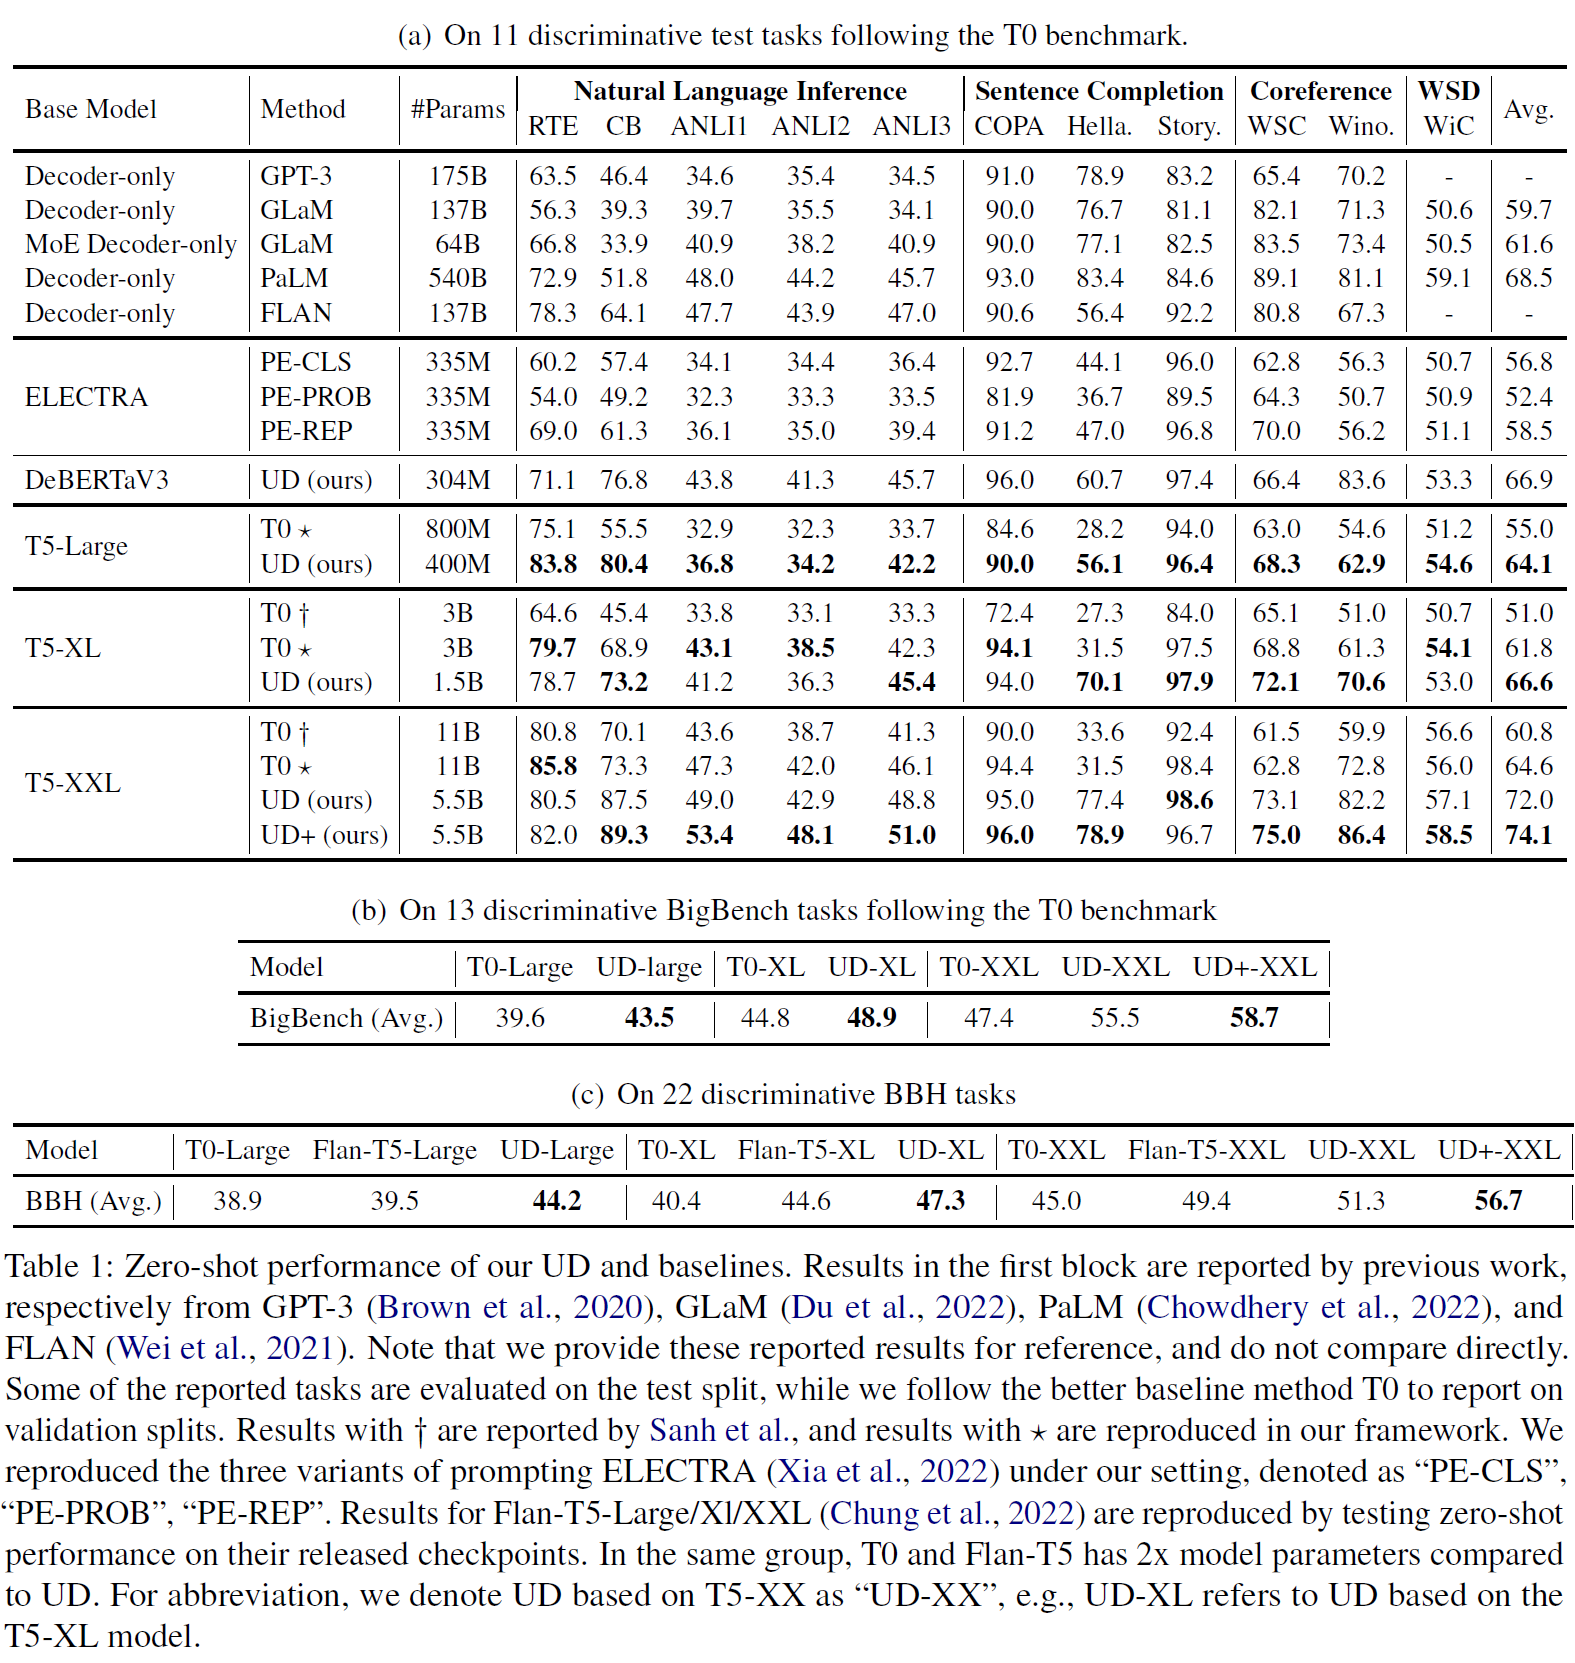 (a) On 11 discriminative test tasks following the T0 benchmark.
Base Model Method #Params Natural Language Inference Sentence Completion Coreference WSD Avg.
RTE CB ANLI1 ANLI2 ANLI3 COPA Hella. Story. WSC Wino. WiC
Decoder-only GPT-3 175B 63.5 46.4 34.6 35.4 34.5 91.0 78.9 83.2 65.4 70.2 - -
Decoder-only GLaM 137B 56.3 39.3 39.7 35.5 34.1 90.0 76.7 81.1 82.1 71.3 50.6 59.7
MoE Decoder-only GLaM 64B 66.8 33.9 40.9 38.2 40.9 90.0 77.1 82.5 83.5 73.4 50.5 61.6
Decoder-only PaLM 540B 72.9 51.8 48.0 44.2 45.7 93.0 83.4 84.6 89.1 81.1 59.1 68.5
Decoder-only FLAN 137B 78.3 64.1 47.7 43.9 47.0 90.6 56.4 92.2 80.8 67.3 - -
PE-CLS 335M 60.2 57.4 34.1 34.4 36.4 92.7 44.1 96.0 62.8 56.3 50.7 56.8
ELECTRA PE-PROB 335M 54.0 49.2 32.3 33.3 33.5 81.9 36.7 89.5 64.3 50.7 50.9 52.4
PE-REP 335M 69.0 61.3 36.1 35.0 39.4 91.2 47.0 96.8 70.0 56.2 51.1 58.5
DeBERTaV3 UD (ours) 304M 71.1 76.8 43.8 41.3 45.7 96.0 60.7 97.4 66.4 83.6 53.3 66.9
T5-Large T0 ⋆ 800M 75.1 55.5 32.9 32.3 33.7 84.6 28.2 94.0 63.0 54.6 51.2 55.0
UD (ours) 400M 83.8 80.4 36.8 34.2 42.2 90.0 56.1 96.4 68.3 62.9 54.6 64.1
T0 † 3B 64.6 45.4 33.8 33.1 33.3 72.4 27.3 84.0 65.1 51.0 50.7 51.0
T5-XL T0 ⋆ 3B 79.7 68.9 43.1 38.5 42.3 94.1 31.5 97.5 68.8 61.3 54.1 61.8
UD (ours) 1.5B 78.7 73.2 41.2 36.3 45.4 94.0 70.1 97.9 72.1 70.6 53.0 66.6
T0 † 11B 80.8 70.1 43.6 38.7 41.3 90.0 33.6 92.4 61.5 59.9 56.6 60.8
T5-XXL T0 ⋆ 11B 85.8 73.3 47.3 42.0 46.1 94.4 31.5 98.4 62.8 72.8 56.0 64.6
UD (ours) 5.5B 80.5 87.5 49.0 42.9 48.8 95.0 77.4 98.6 73.1 82.2 57.1 72.0
UD+ (ours) 5.5B 82.0 89.3 53.4 48.1 51.0 96.0 78.9 96.7 75.0 86.4 58.5 74.1
(b) On 13 discriminative BigBench tasks following the T0 benchmark
Model T0-Large UD-large T0-XL UD-XL T0-XXL UD-XXL UD+-XXL
BigBench (Avg.) 39.6 43.5 44.8 48.9 47.4 55.5 58.7
(c) On 22 discriminative BBH tasks
Model T0-Large Flan-T5-Large UD-Large T0-XL Flan-T5-XL UD-XL T0-XXL Flan-T5-XXL UD-XXL UD+-XXL
BBH (Avg.) 38.9 39.5 44.2 40.4 44.6 47.3 45.0 49.4 51.3 56.7
Table 1: Zero-shot performance of our UD and baselines. Results in the first block are reported by previous work,
respectively from GPT-3 (Brown et al., 2020), GLaM (Du et al., 2022), PaLM (Chowdhery et al., 2022), and
FLAN (Wei et al., 2021). Note that we provide these reported results for reference, and do not compare directly.
Some of the reported tasks are evaluated on the test split, while we follow the better baseline method T0 to report on
validation splits. Results with † are reported by Sanh et al., and results with ⋆ are reproduced in our framework. We
reproduced the three variants of prompting ELECTRA (Xia et al., 2022) under our setting, denoted as “PE-CLS”,
“PE-PROB”, “PE-REP”. Results for Flan-T5-Large/Xl/XXL (Chung et al., 2022) are reproduced by testing zero-shot
performance on their released checkpoints. In the same group, T0 and Flan-T5 has 2x model parameters compared
to UD. For abbreviation, we denote UD based on T5-XX as “UD-XX”, e.g., UD-XL refers to UD based on the
T5-XL model.